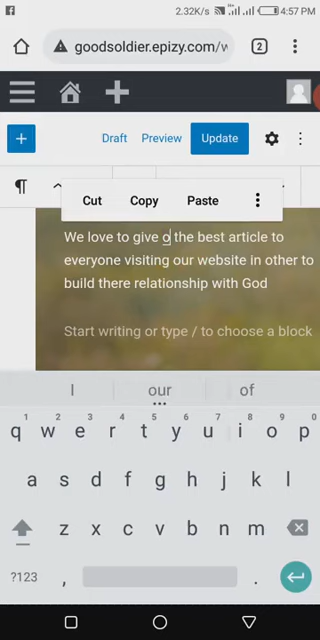 2.32K/s 4:57 PM
goodsoldier.epizy.com/w 2
Draft Preview Update
Cut Copy Paste
We love to give o the best article to
everyone visiting our website in other to
build there relationship with God
Start writing or type / to choose a block
I our of
1 2 3 4 5 6 7 8 9 0
q w e r t y u i o p
a s d f g h j k l
z x c v b n m
?123 , .